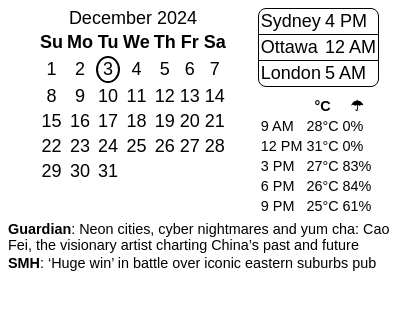 December 2024
Su Mo Tu We Th Fr Sa
1 2 3 4 5 6 7
8 9 10 11 12 13 14
15 16 17 18 19 20 21
22 23 24 25 26 27 28
29 30 31
Sydney 4 PM
Ottawa 12 AM
London 5 AM
°C ☂
9 AM 28°C 0%
12 PM 31°C 0%
3 PM 27°C 83%
6 PM 26°C 84%
9 PM 25°C 61%
Guardian: Neon cities, cyber nightmares and yum cha: Cao
Fei, the visionary artist charting China’s past and future
SMH: ‘Huge win’ in battle over iconic eastern suburbs pub